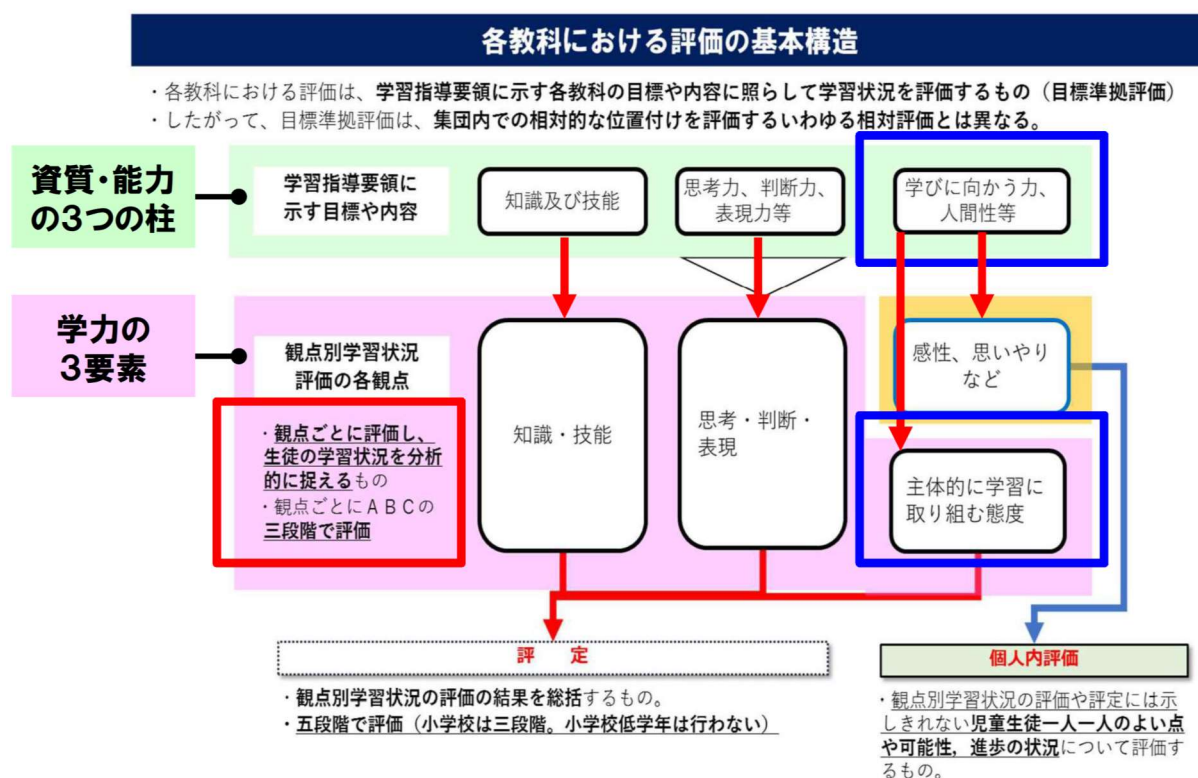 各教科における評価の基本構造
・各教科における評価は、学習指導要領に示す各教科の目標や内容に照らして学習状況を評価するもの（目標準拠評価）
・したがって、目標準拠評価は、集団内での相対的な位置付けを評価するいわゆる相対評価とは異なる。
資質・能力
の3つの柱
学習指導要領に
示す目標や内容
知識及び技能
思考力、判断力、
表現力等
学びに向かう力、
人間性等
学力の
3要素
観点別学習状況
評価の各観点
・観点ごとに評価し、
生徒の学習状況を分析
的に捉えるもの
・観点ごとにＡＢＣの
三段階で評価
知識・技能
思考・判断・
表現
感性、思いやり
など
主体的に学習に
取り組む態度
評　定
・観点別学習状況の評価の結果を総括するもの。
・五段階で評価（小学校は三段階。小学校低学年は行わない）
個人内評価
・観点別学習状況の評価や評定には示
しきれない児童生徒一人一人のよい点
や可能性，進歩の状況について評価す
るもの。